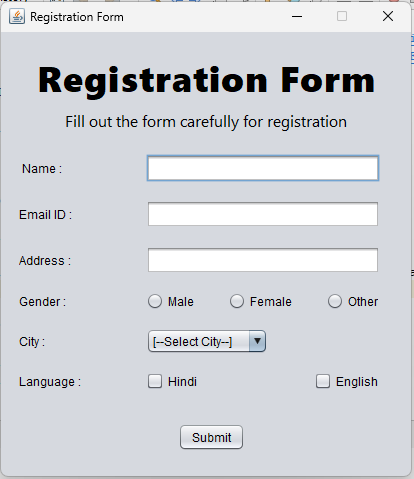 Registration Form
Registration Form
Fill out the form carefully for registration
Name :
Email ID :
Address :
Gender : Male Female Other
City : [--Select City--]
Language : Hindi English
Submit